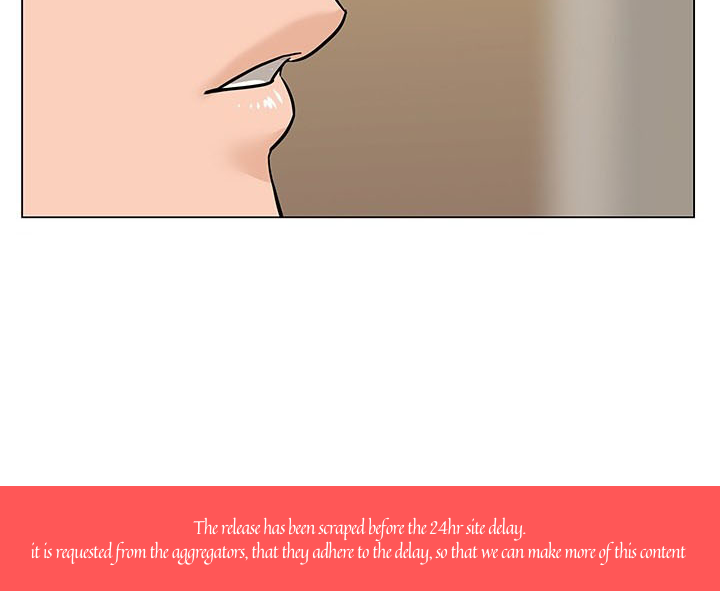 The release has been scraped before the 24hr site delay.
it is requested from the aggregators, that they adhere to the delay, so that we can make more of this content